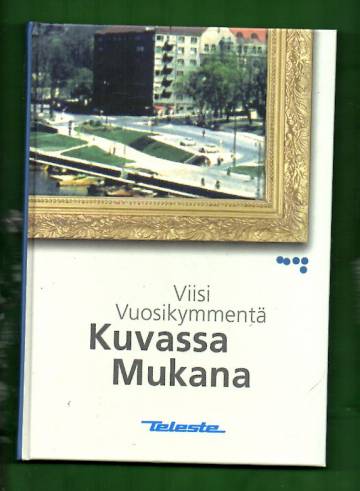 Viisi
Vuosikymmentä
Kuvassa
Mukana
Teleste